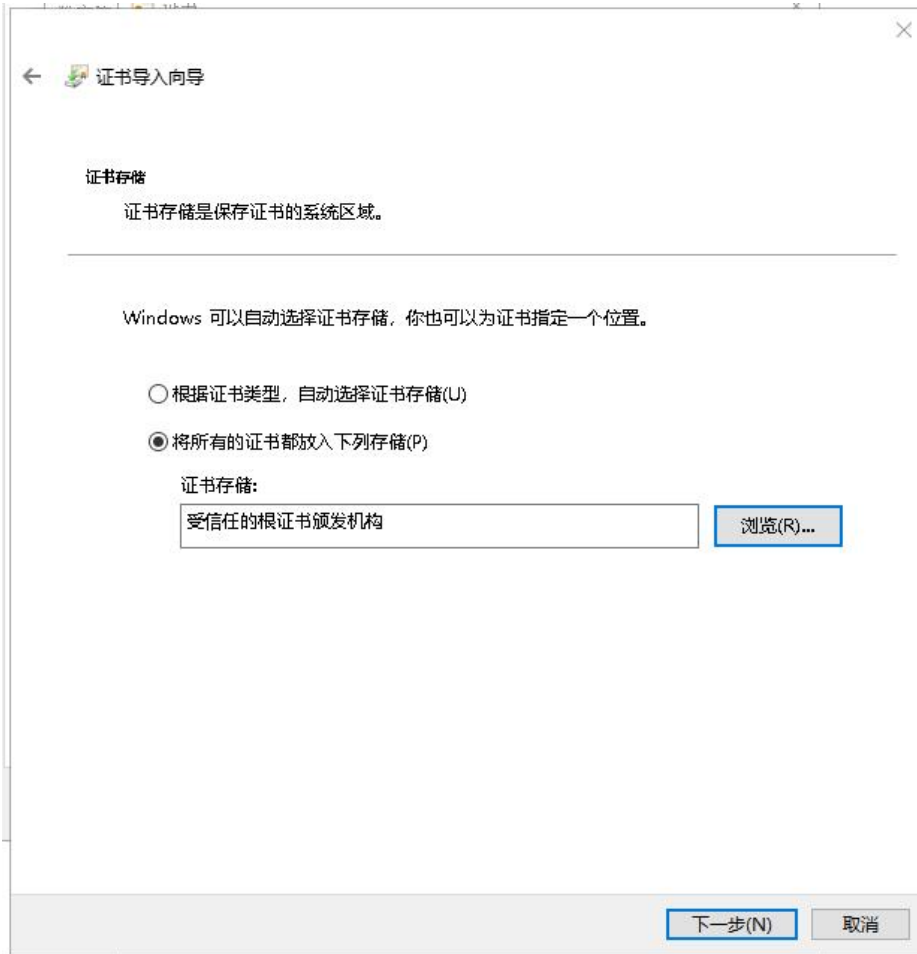 证书导入向导
证书存储
证书存储是保存证书的系统区域。
Windows 可以自动选择证书存储，你也可以为证书指定一个位置。
根据证书类型，自动选择证书存储(U)
将所有的证书都放入下列存储(P)
证书存储:
受信任的根证书颁发机构
浏览(R)...
下一步(N)
取消